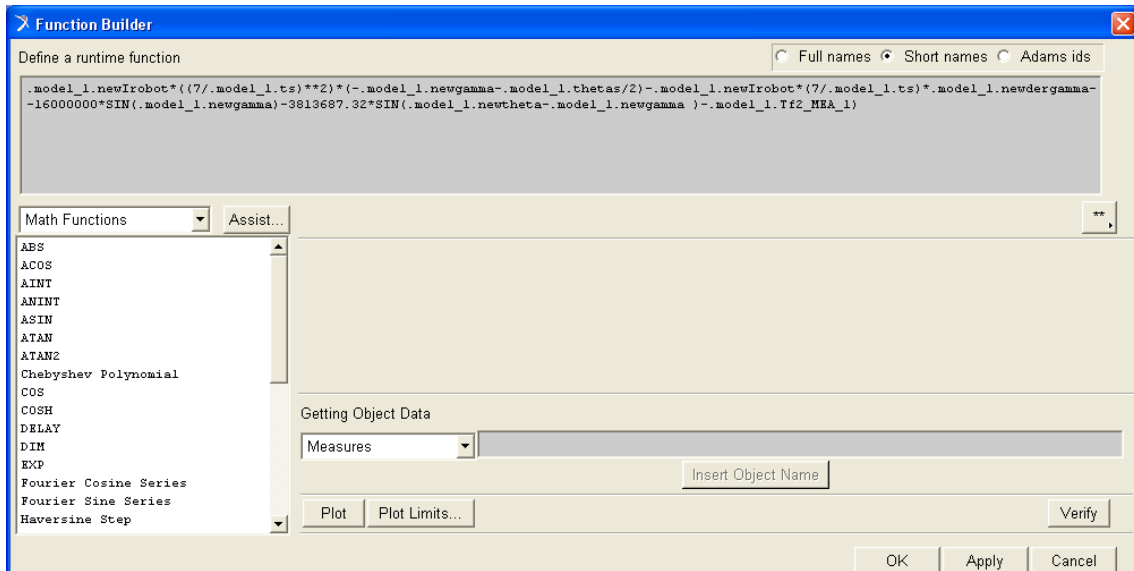 Function Builder
Define a runtime function
Full names Short names Adams ids
.model_1.newIrobot*((7/.model_1.ts)**2)*(-.model_1.newgamma-.model_1.thetas/2)-.model_1.newIrobot*(7/.model_1.ts)*.model_1.newdergamma-
-16000000*SIN(.model_1.newgamma)-3813687.32*SIN(.model_1.newtheta-.model_1.newgamma )-.model_1.Tf2_MEA_1)
Math Functions Assist... **
ABS
ACOS
AINT
ANINT
ASIN
ATAN
ATAN2
Chebyshev Polynomial
COS
COSH
DELAY
DIM
EXP
Fourier Cosine Series
Fourier Sine Series
Haversine Step
Getting Object Data
Measures
Insert Object Name
Plot Plot Limits... Verify
OK Apply Cancel